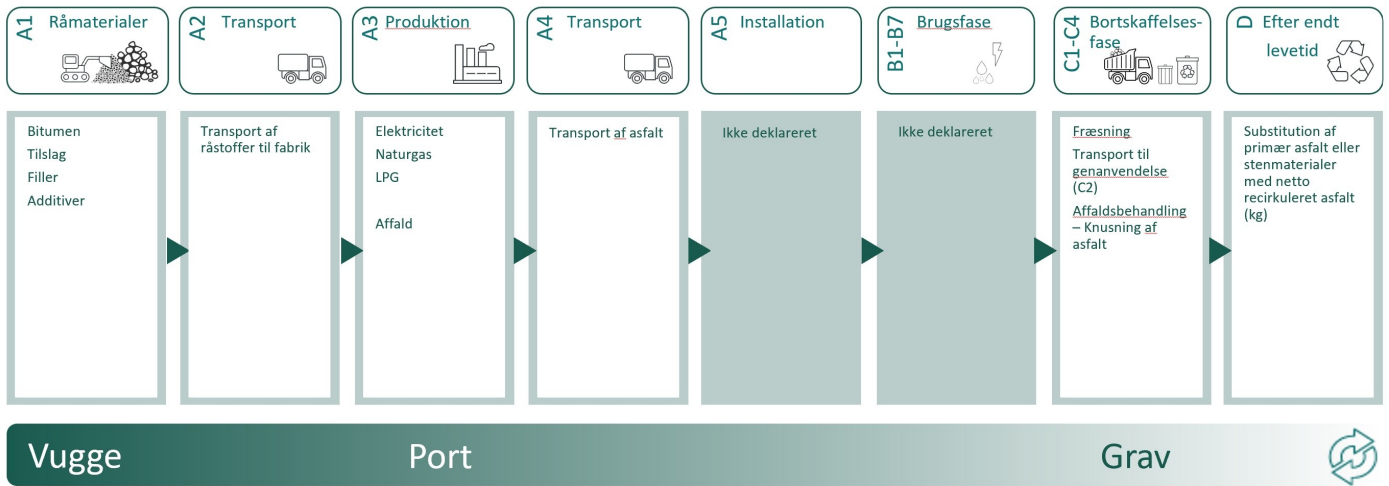 A1 Råmaterialer
A2 Transport
A3 Produktion
A4 Transport
A5 Installation
B1-B7 Brugsfase
C1-C4 Bortskaffelses-
fase
D Efter endt
levetid
Bitumen
Tilslag
Filler
Additiver
Transport af
råstoffer til fabrik
Elektricitet
Naturgas
LPG
Affald
Transport af asfalt
Ikke deklareret
Ikke deklareret
Fræsning
Transport til
genanvendelse
(C2)
Affaldsbehandling
– Knusning af
asfalt
Substitution af
primær asfalt eller
stenmaterialer
med netto
recirkuleret asfalt
(kg)
Vugge
Port
Grav